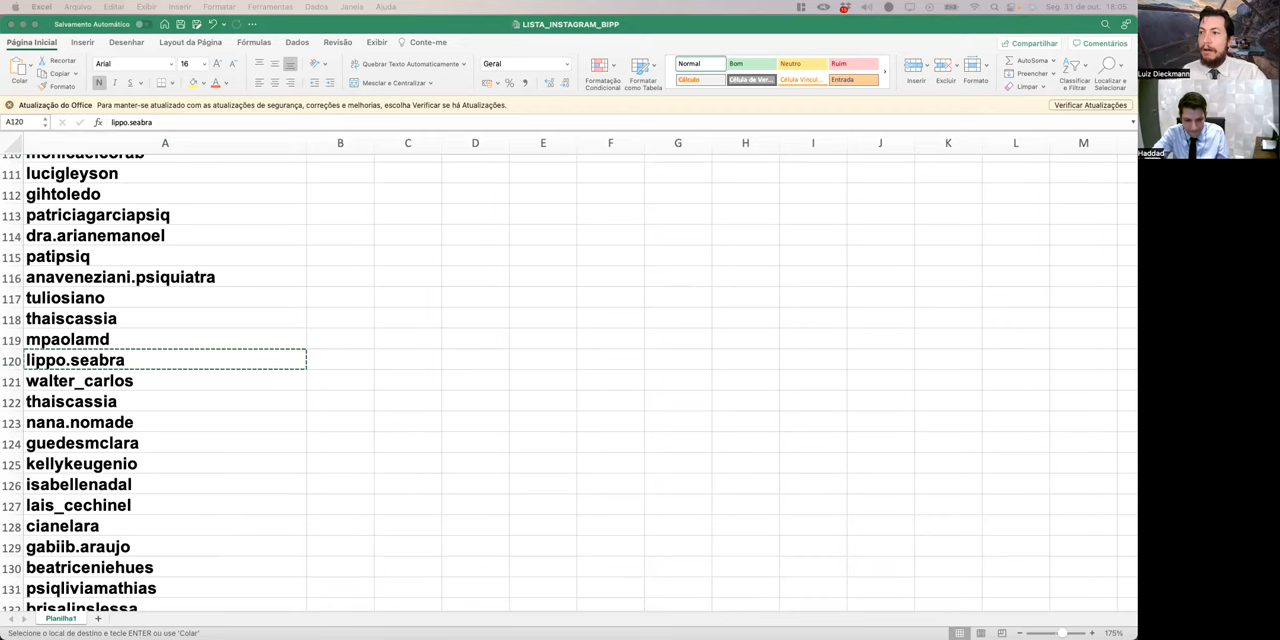 Excel Arquivo Editar Exibir Inserir Formatar Ferramentas Dados Janela Ajuda
Seg. 31 de out. 18:05
Salvamento Automático
LISTA_INSTAGRAM_BIPP
Página Inicial Inserir Desenhar Layout da Página Fórmulas Dados Revisão Exibir Conte-me
Compartilhar Comentários
Colar
Recortar
Copiar
Formato
Arial 16
N I S
Quebrar Texto Automaticamente
Mesclar e Centralizar
Geral
Formatação Condicional
Formatar como Tabela
Normal Bom Neutro Ruim
Cálculo Célula de Ver... Célula Vincul... Entrada
Inserir Excluir Formato
AutoSoma
Preencher
Limpar
Classificar e Filtrar
Localizar e Selecionar
Atualização do Office Para manter-se atualizado com as atualizações de segurança, correções e melhorias, escolha Verificar se há Atualizações.
Verificar Atualizações
A120 fx lippo.seabra
A B C D E F G H I J K L M
111 lucigleyson
112 gihtoledo
113 patriciagarciapsiq
114 dra.arianemanoel
115 patipsiq
116 anaveneziani.psiquiatra
117 tuliosiano
118 thaiscassia
119 mpaolamd
120 lippo.seabra
121 walter_carlos
122 thaiscassia
123 nana.nomade
124 guedesmclara
125 kellykeugenio
126 isabellenadal
127 lais_cechinel
128 cianelara
129 gabiib.araujo
130 beatriceniehues
131 psiqliviamathias
132 brisalinslessa
Planilha1
Selecione o local de destino e tecle ENTER ou use 'Colar'
175%
Luiz Dieckmann
Haddad